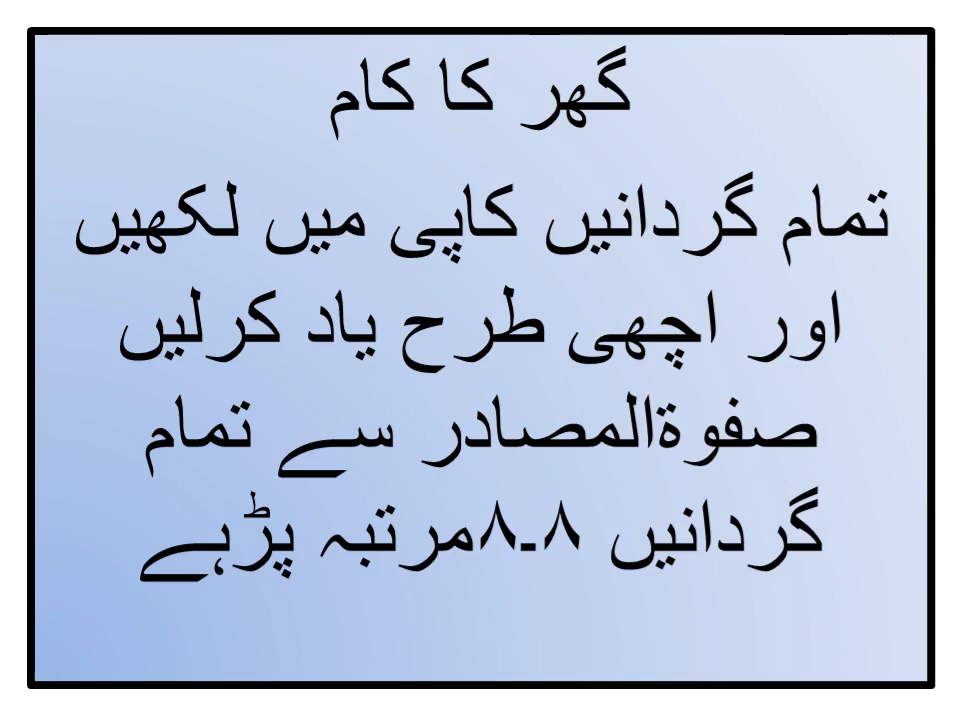 گھر کا کام
تمام گردانیں کاپی میں لکھیں
اور اچھی طرح یاد کرلیں
صفوۃالمصادر سے تمام
گردانیں ۸۔۸مرتبہ پڑہے